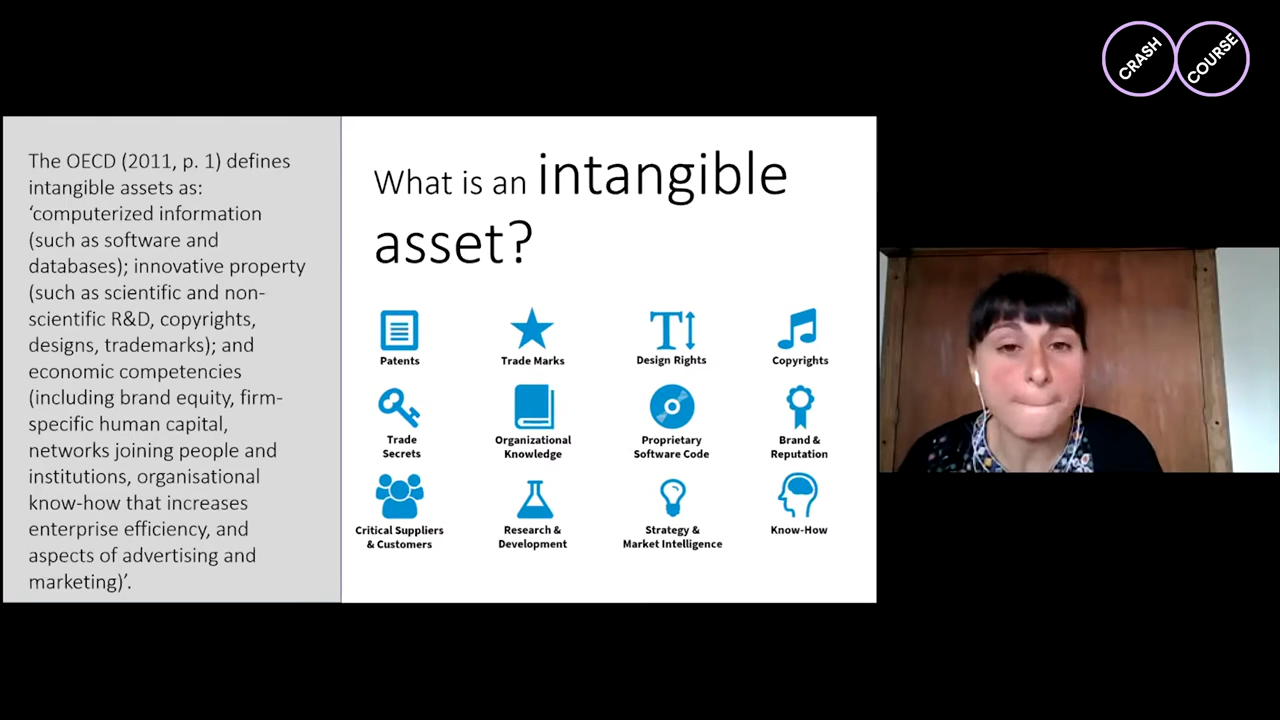 CRASH COURSE
The OECD (2011, p. 1) defines
intangible assets as:
‘computerized information
(such as software and
databases); innovative property
(such as scientific and non-
scientific R&D, copyrights,
designs, trademarks); and
economic competencies
(including brand equity, firm-
specific human capital,
networks joining people and
institutions, organisational
know-how that increases
enterprise efficiency, and
aspects of advertising and
marketing)’.
What is an intangible
asset?
Patents
Trade Marks
Design Rights
Copyrights
Trade
Secrets
Organizational
Knowledge
Proprietary
Software Code
Brand &
Reputation
Critical Suppliers
& Customers
Research &
Development
Strategy &
Market Intelligence
Know-How